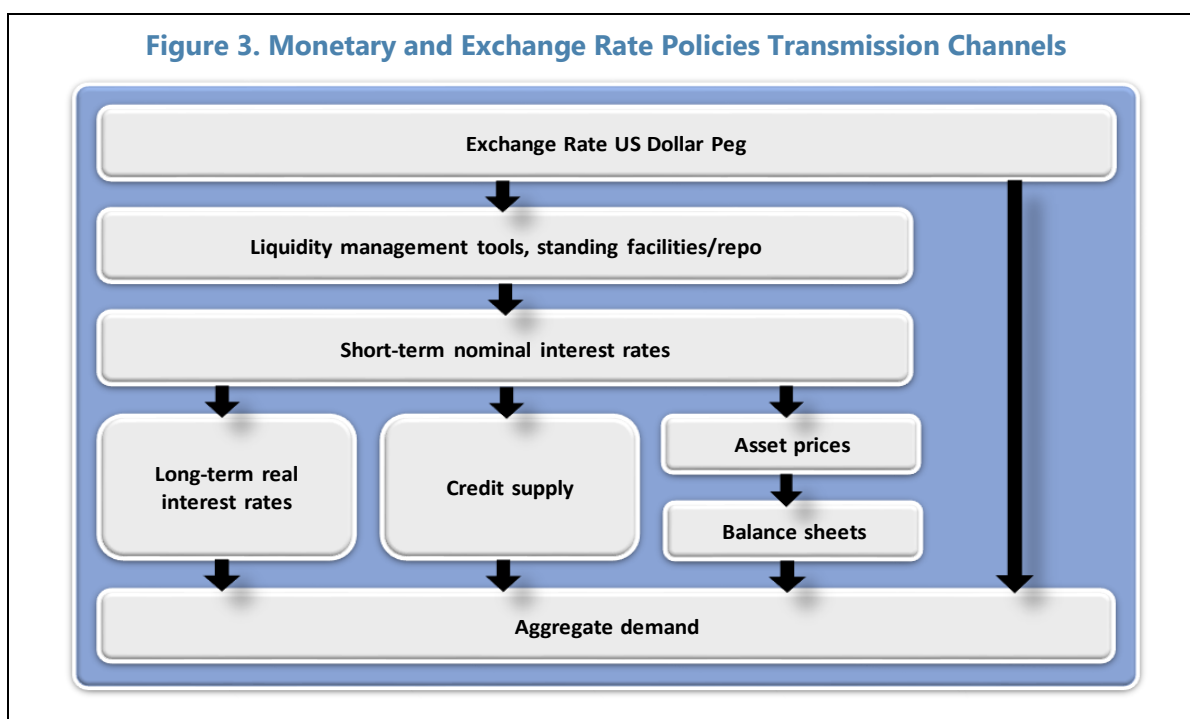 Figure 3. Monetary and Exchange Rate Policies Transmission Channels
Exchange Rate US Dollar Peg
Liquidity management tools, standing facilities/repo
Short-term nominal interest rates
Long-term real
interest rates
Credit supply
Asset prices
Balance sheets
Aggregate demand